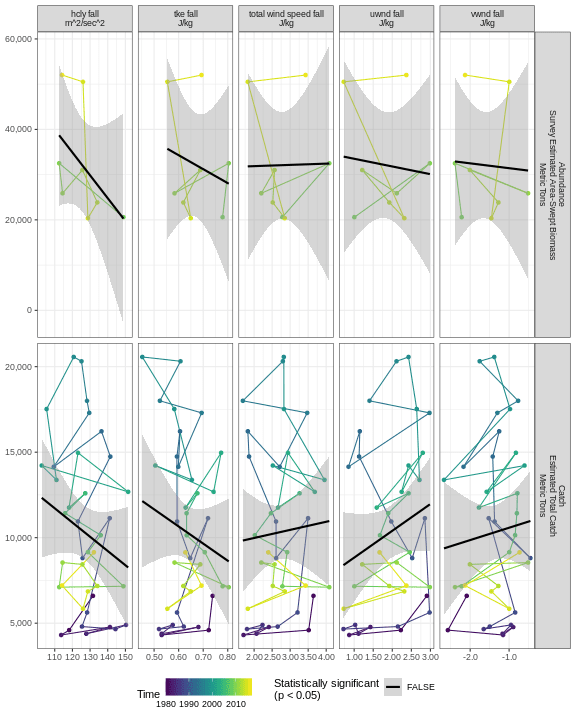 hcly fall
m^2/sec^2
tke fall
J/kg
total wind speed fall
J/kg
uwnd fall
J/kg
vwnd fall
J/kg
60,000
40,000
20,000
0
Abundance
Survey Estimated Area-Swept Biomass
Metric Tons
20,000
15,000
10,000
5,000
Catch
Estimated Total Catch
Metric Tons
110 120 130 140 150
0.50 0.60 0.70 0.80
2.00 2.50 3.00 3.50 4.00
1.00 1.50 2.00 2.50 3.00
-2.0 -1.0
Time
1980 1990 2000 2010
Statistically significant
(p < 0.05)
FALSE